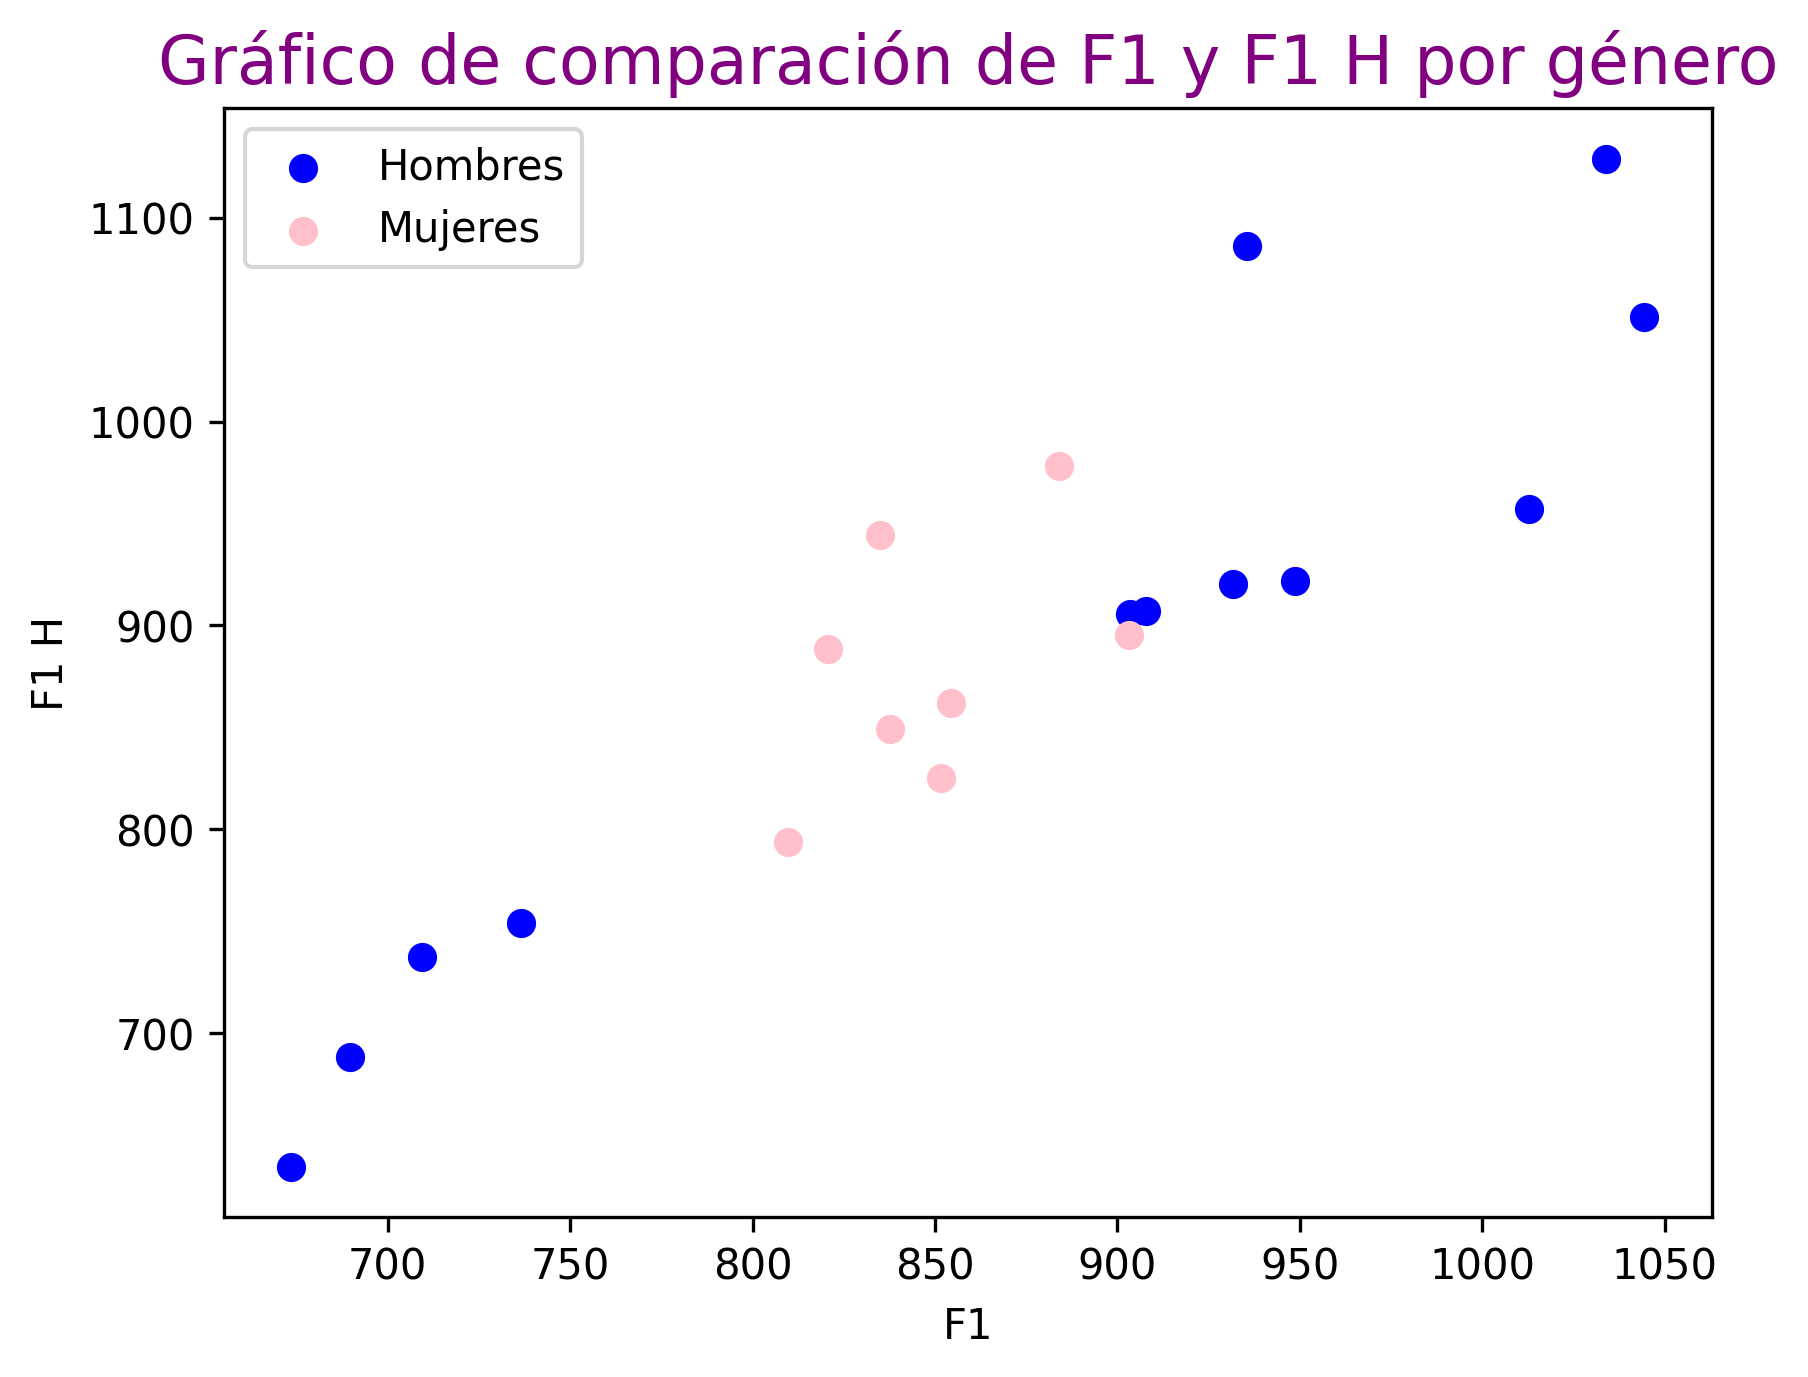 Gráfico de comparación de F1 y F1 H por género
Hombres
Mujeres
1100
1000
900
800
700
F1 H
700 750 800 850 900 950 1000 1050
F1